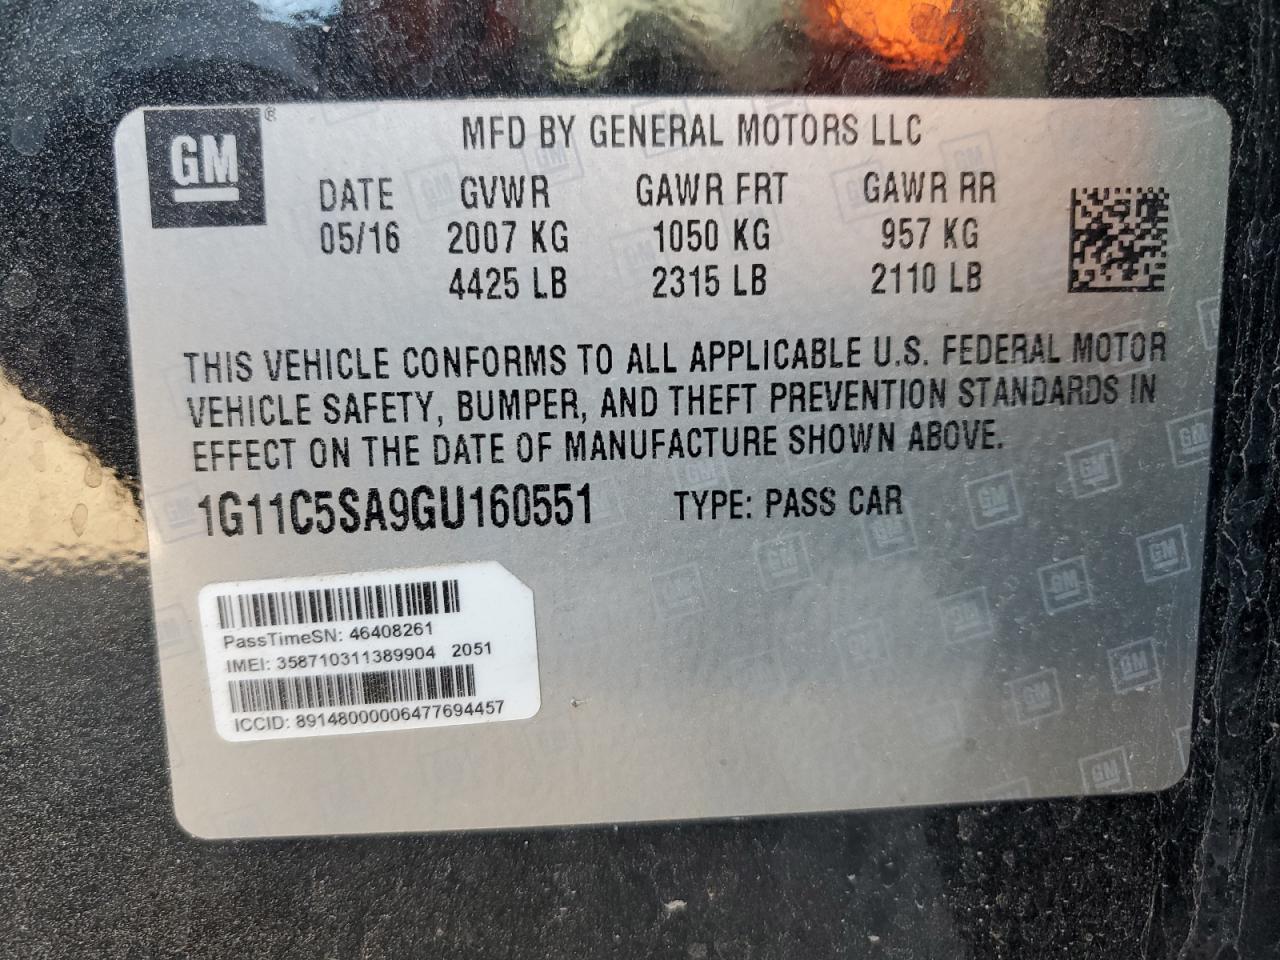 GM ®
MFD BY GENERAL MOTORS LLC
DATE GVWR GAWR FRT GAWR RR
05/16 2007 KG 1050 KG 957 KG
4425 LB 2315 LB 2110 LB
THIS VEHICLE CONFORMS TO ALL APPLICABLE U.S. FEDERAL MOTOR
VEHICLE SAFETY, BUMPER, AND THEFT PREVENTION STANDARDS IN
EFFECT ON THE DATE OF MANUFACTURE SHOWN ABOVE.
1G11C5SA9GU160551 TYPE: PASS CAR
PassTimeSN: 46408261
IMEI: 358710311389904 2051
ICCID: 89148000006477694457